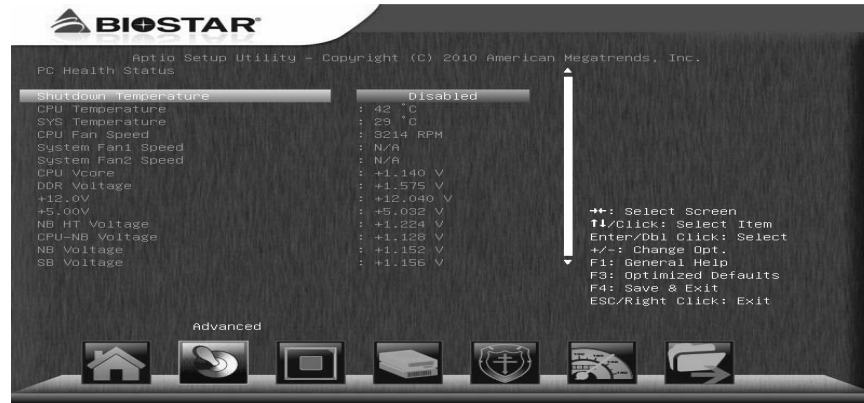 BIOSTAR®
Aptio Setup Utility – Copyright (C) 2010 American Megatrends, Inc.
PC Health Status
Shutdown Temperature Disabled
CPU Temperature : 42 °C
SYS Temperature : 29 °C
CPU Fan Speed : 3214 RPM
System Fan1 Speed : N/A
System Fan2 Speed : N/A
CPU Vcore : +1.140 V
DDR Voltage : +1.575 V
+12.0V : +12.040 V
+5.00V : +5.032 V
NB HT Voltage : +1.224 V
CPU-NB Voltage : +1.128 V
NB Voltage : +1.152 V
SB Voltage : +1.156 V
→←: Select Screen
↑↓/Click: Select Item
Enter/Dbl Click: Select
+/-: Change Opt.
F1: General Help
F3: Optimized Defaults
F4: Save & Exit
ESC/Right Click: Exit
Advanced